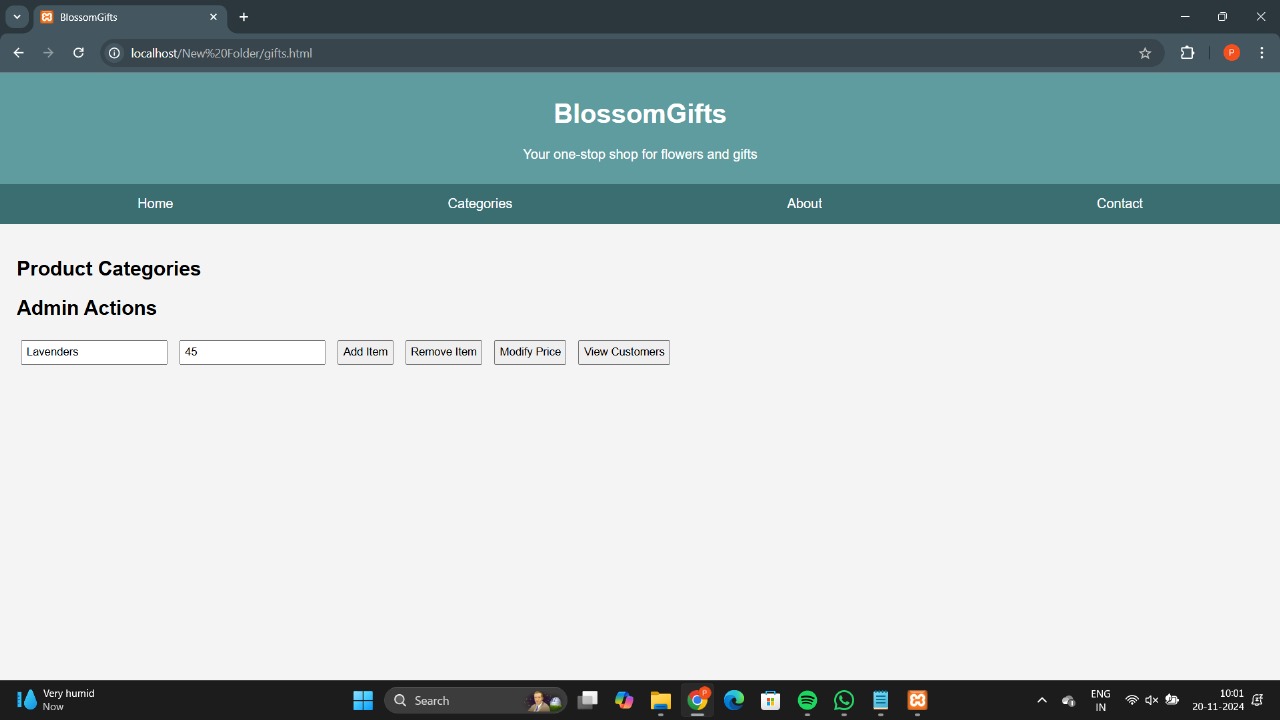 BlossomGifts
localhost/New%20Folder/gifts.html
P
BlossomGifts
Your one-stop shop for flowers and gifts
Home Categories About Contact
Product Categories
Admin Actions
Lavenders 45 Add Item Remove Item Modify Price View Customers
Very humid
Now
Search
P
ENG
IN
10:01
20-11-2024